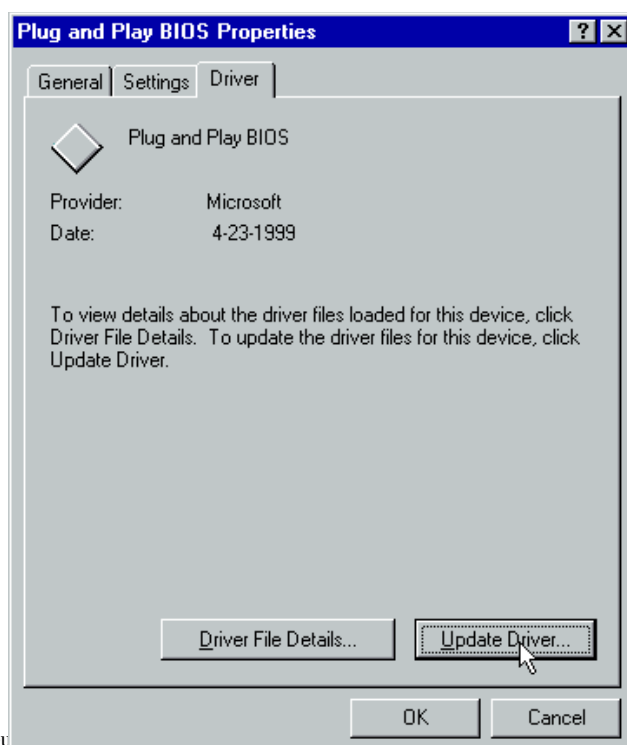 Plug and Play BIOS Properties
General Settings Driver
Plug and Play BIOS
Provider: Microsoft
Date: 4-23-1999
To view details about the driver files loaded for this device, click
Driver File Details. To update the driver files for this device, click
Update Driver.
Driver File Details... Update Driver...
OK Cancel